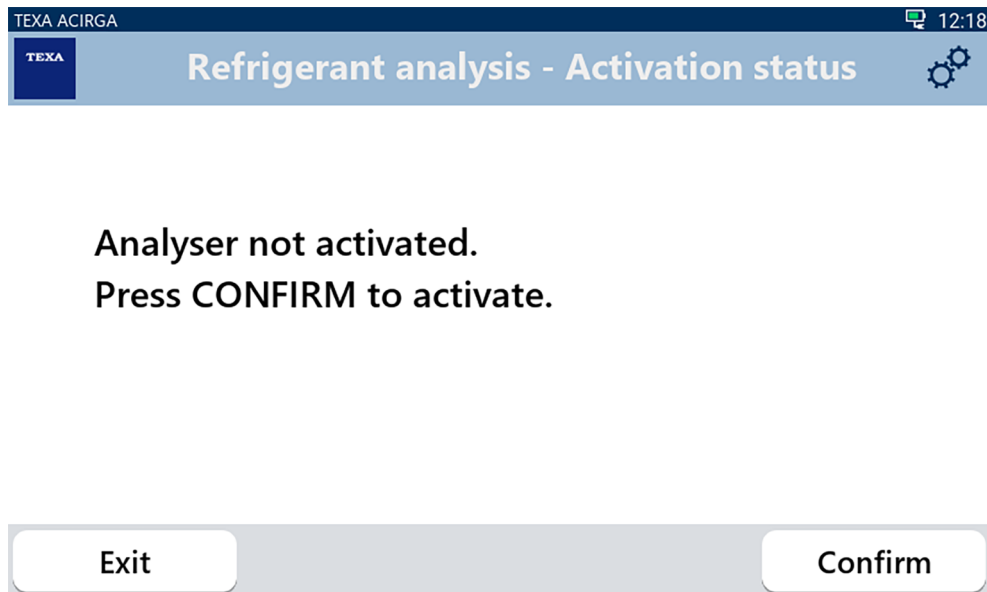 TEXA ACIRGA 12:18
TEXA
Refrigerant analysis - Activation status
Analyser not activated.
Press CONFIRM to activate.
Exit Confirm